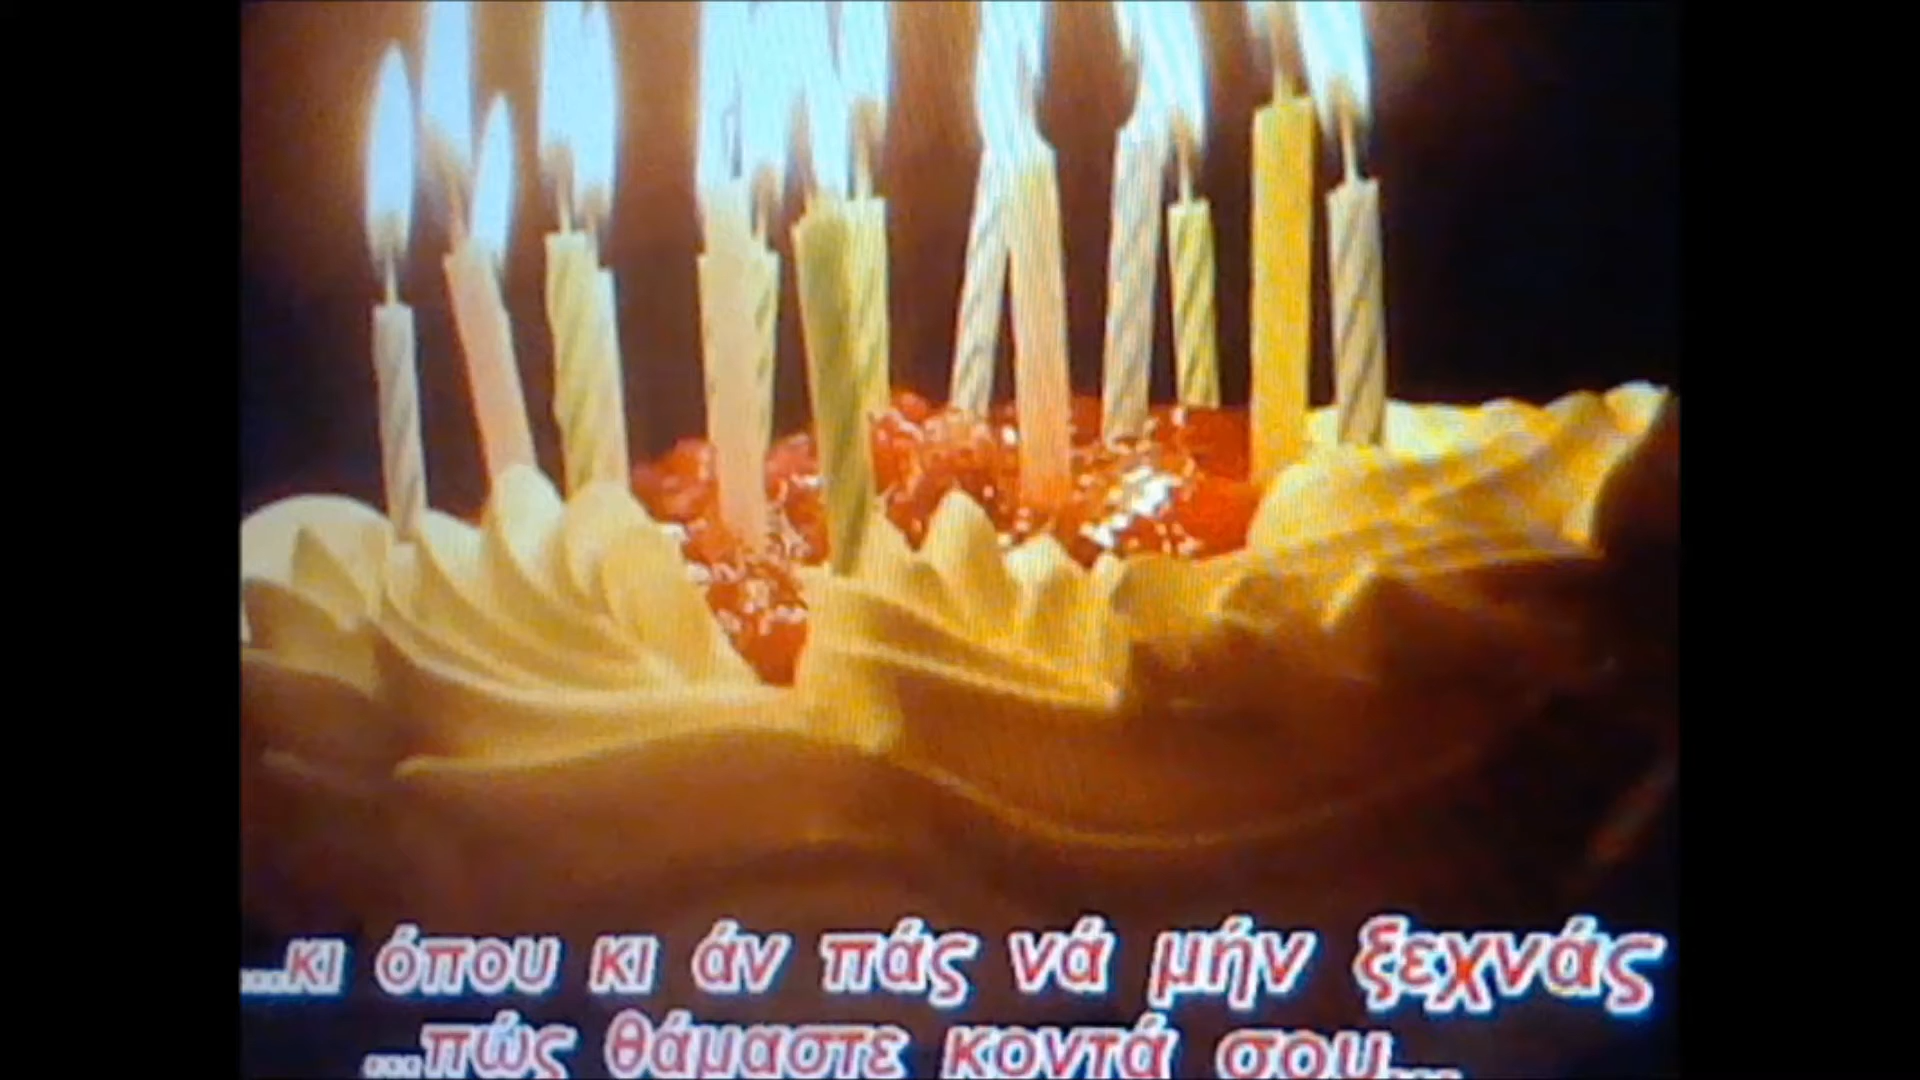 ...κι όπου κι άν πάς νά μήν ξεχνάς
...πώς θάμαστε κοντά σου...